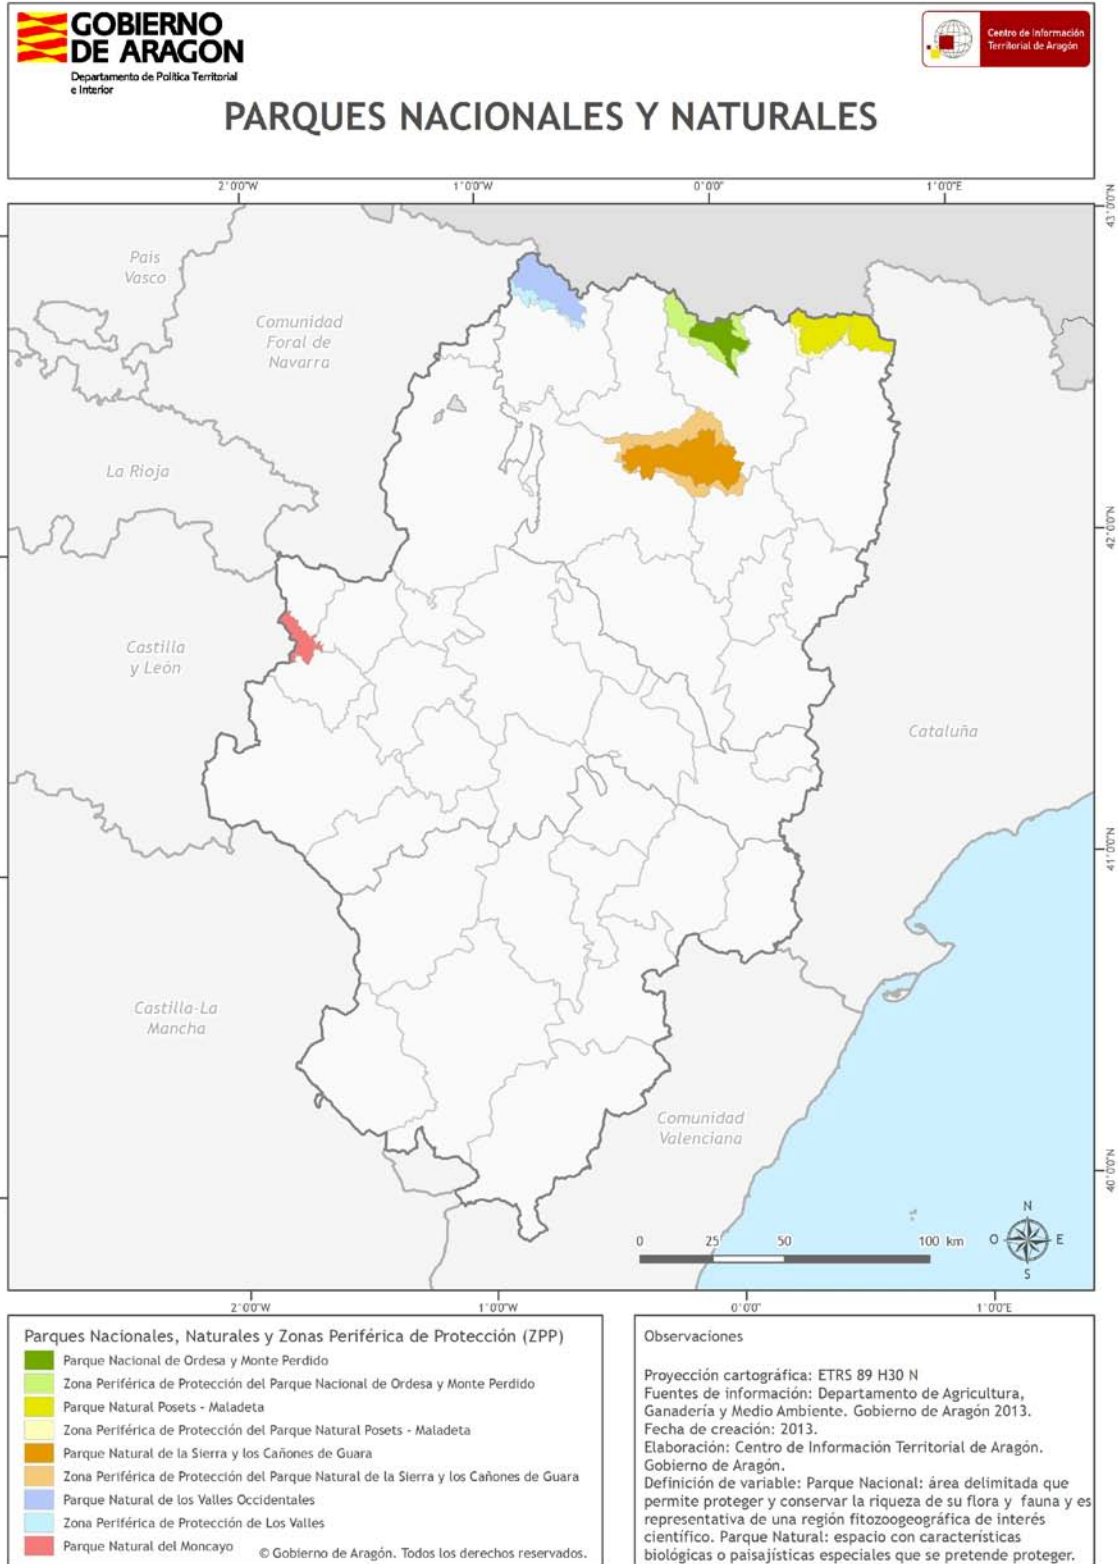 GOBIERNO
DE ARAGON
Departamento de Política Territorial
e Interior
Centro de Información
Territorial de Aragón
PARQUES NACIONALES Y NATURALES
2°0'0"W
1°0'0"W
0°0'0"
1°0'0"E
43°0'0"N
País
Vasco
Comunidad
Foral de
Navarra
La Rioja
42°0'0"N
Castilla
y León
Cataluña
41°0'0"N
Castilla-La
Mancha
Comunidad
Valenciana
40°0'0"N
N
O
E
S
0
25
50
100 km
2°0'0"W
1°0'0"W
0°0'0"
1°0'0"E
Parques Nacionales, Naturales y Zonas Periférica de Protección (ZPP)
Parque Nacional de Ordesa y Monte Perdido
Zona Periférica de Protección del Parque Nacional de Ordesa y Monte Perdido
Parque Natural Posets - Maladeta
Zona Periférica de Protección del Parque Natural Posets - Maladeta
Parque Natural de la Sierra y los Cañones de Guara
Zona Periférica de Protección del Parque Natural de la Sierra y los Cañones de Guara
Parque Natural de los Valles Occidentales
Zona Periférica de Protección de Los Valles
Parque Natural del Moncayo
© Gobierno de Aragón. Todos los derechos reservados.
Observaciones
Proyección cartográfica: ETRS 89 H30 N
Fuentes de información: Departamento de Agricultura,
Ganadería y Medio Ambiente. Gobierno de Aragón 2013.
Fecha de creación: 2013.
Elaboración: Centro de Información Territorial de Aragón.
Gobierno de Aragón.
Definición de variable: Parque Nacional: área delimitada que
permite proteger y conservar la riqueza de su flora y fauna y es
representativa de una región fitozoogeográfica de interés
científico. Parque Natural: espacio con características
biológicas o paisajísticas especiales que se pretende proteger.